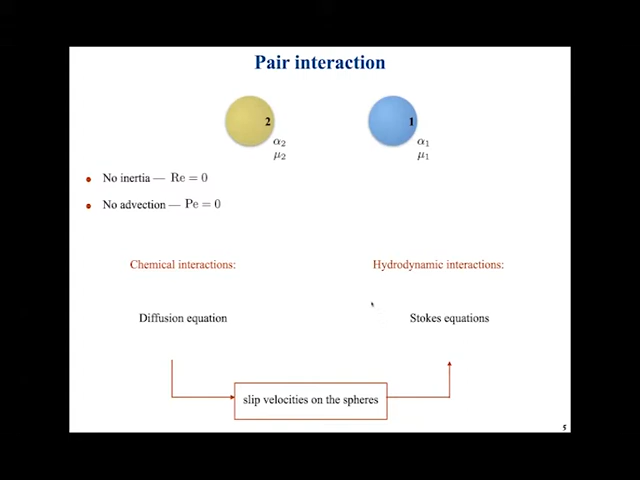 Pair interaction
2
1
α₂
μ₂
α₁
μ₁
No inertia — Re = 0
No advection — Pe = 0
Chemical interactions:
Hydrodynamic interactions:
Diffusion equation
Stokes equations
slip velocities on the spheres
5